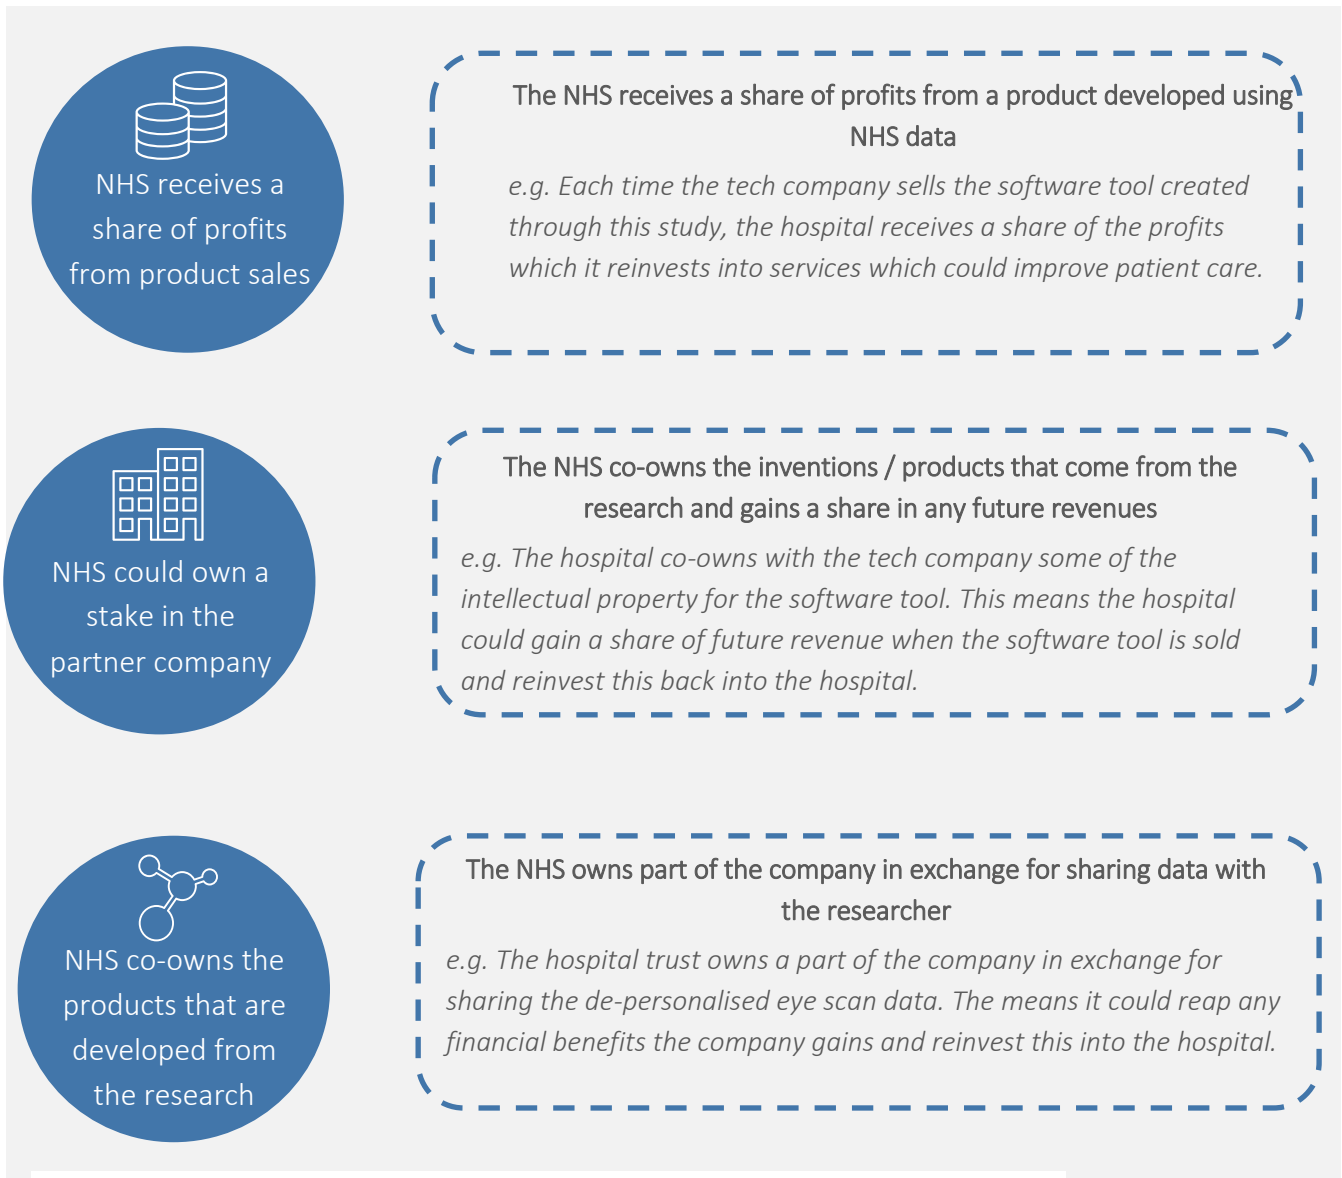 NHS receives a
share of profits
from product sales
The NHS receives a share of profits from a product developed using
NHS data
e.g. Each time the tech company sells the software tool created
through this study, the hospital receives a share of the profits
which it reinvests into services which could improve patient care.
NHS could own a
stake in the
partner company
The NHS co-owns the inventions / products that come from the
research and gains a share in any future revenues
e.g. The hospital co-owns with the tech company some of the
intellectual property for the software tool. This means the hospital
could gain a share of future revenue when the software tool is sold
and reinvest this back into the hospital.
NHS co-owns the
products that are
developed from
the research
The NHS owns part of the company in exchange for sharing data with
the researcher
e.g. The hospital trust owns a part of the company in exchange for
sharing the de-personalised eye scan data. The means it could reap any
financial benefits the company gains and reinvest this into the hospital.